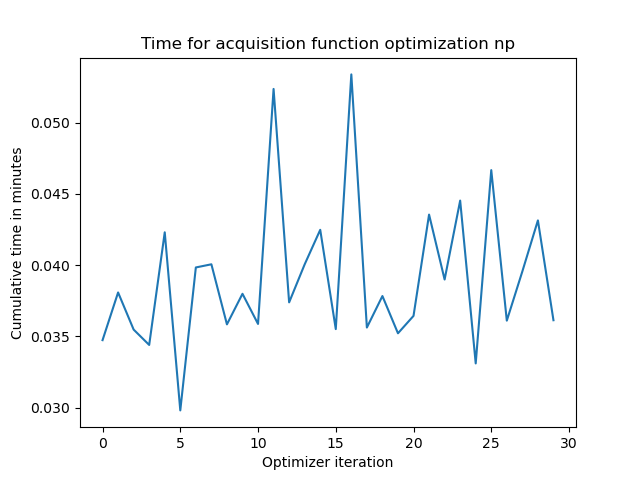 Time for acquisition function optimization np
Cumulative time in minutes
0.050
0.045
0.040
0.035
0.030
0 5 10 15 20 25 30
Optimizer iteration